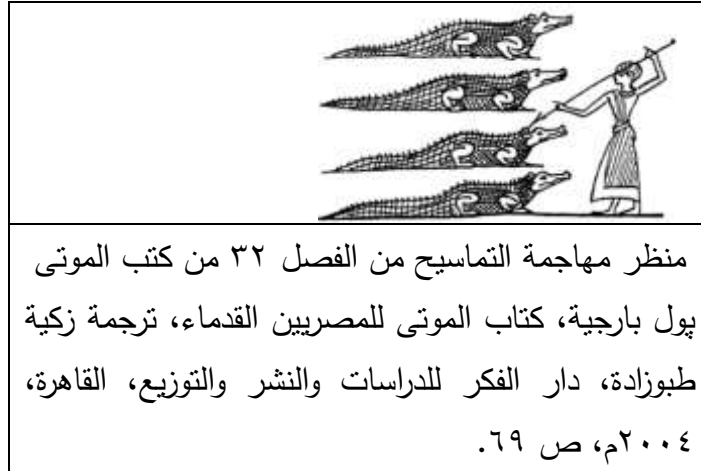 منظر مهاجمة التماسيح من الفصل ٣٢ من كتب الموتى
پول بارجية، كتاب الموتى للمصريين القدماء، ترجمة زكية
طبوزادة، دار الفكر للدراسات والنشر والتوزيع، القاهرة،
٢٠٠٤م، ص ٦٩.